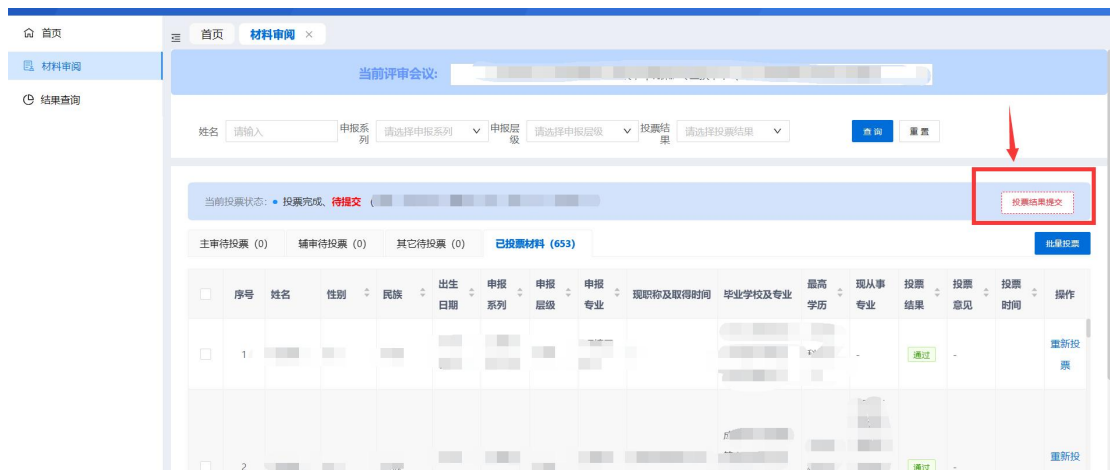 首页
首页 材料审阅 ×
材料审阅
结果查询
当前评审会议:
姓名 请输入 申报系列 请选择申报系列 申报层级 请选择申报层级 投票结果 请选择投票结果 查询 重置
当前投票状态: • 投票完成、待提交 (
投票结果提交
主审待投票 (0) 辅审待投票 (0) 其它待投票 (0) 已投票材料 (653) 批量投票
序号 姓名 性别 民族 出生日期 申报系列 申报层级 申报专业 现职称及取得时间 毕业学校及专业 最高学历 现从事专业 投票结果 投票意见 投票时间 操作
1 - 通过 - 重新投票
2 通过 - 重新投